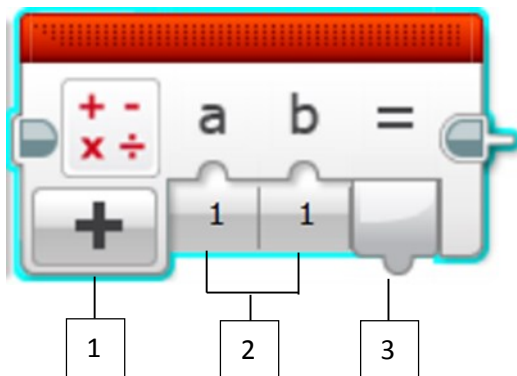 + -
x ÷
a b =
+ 1 1
1 2 3